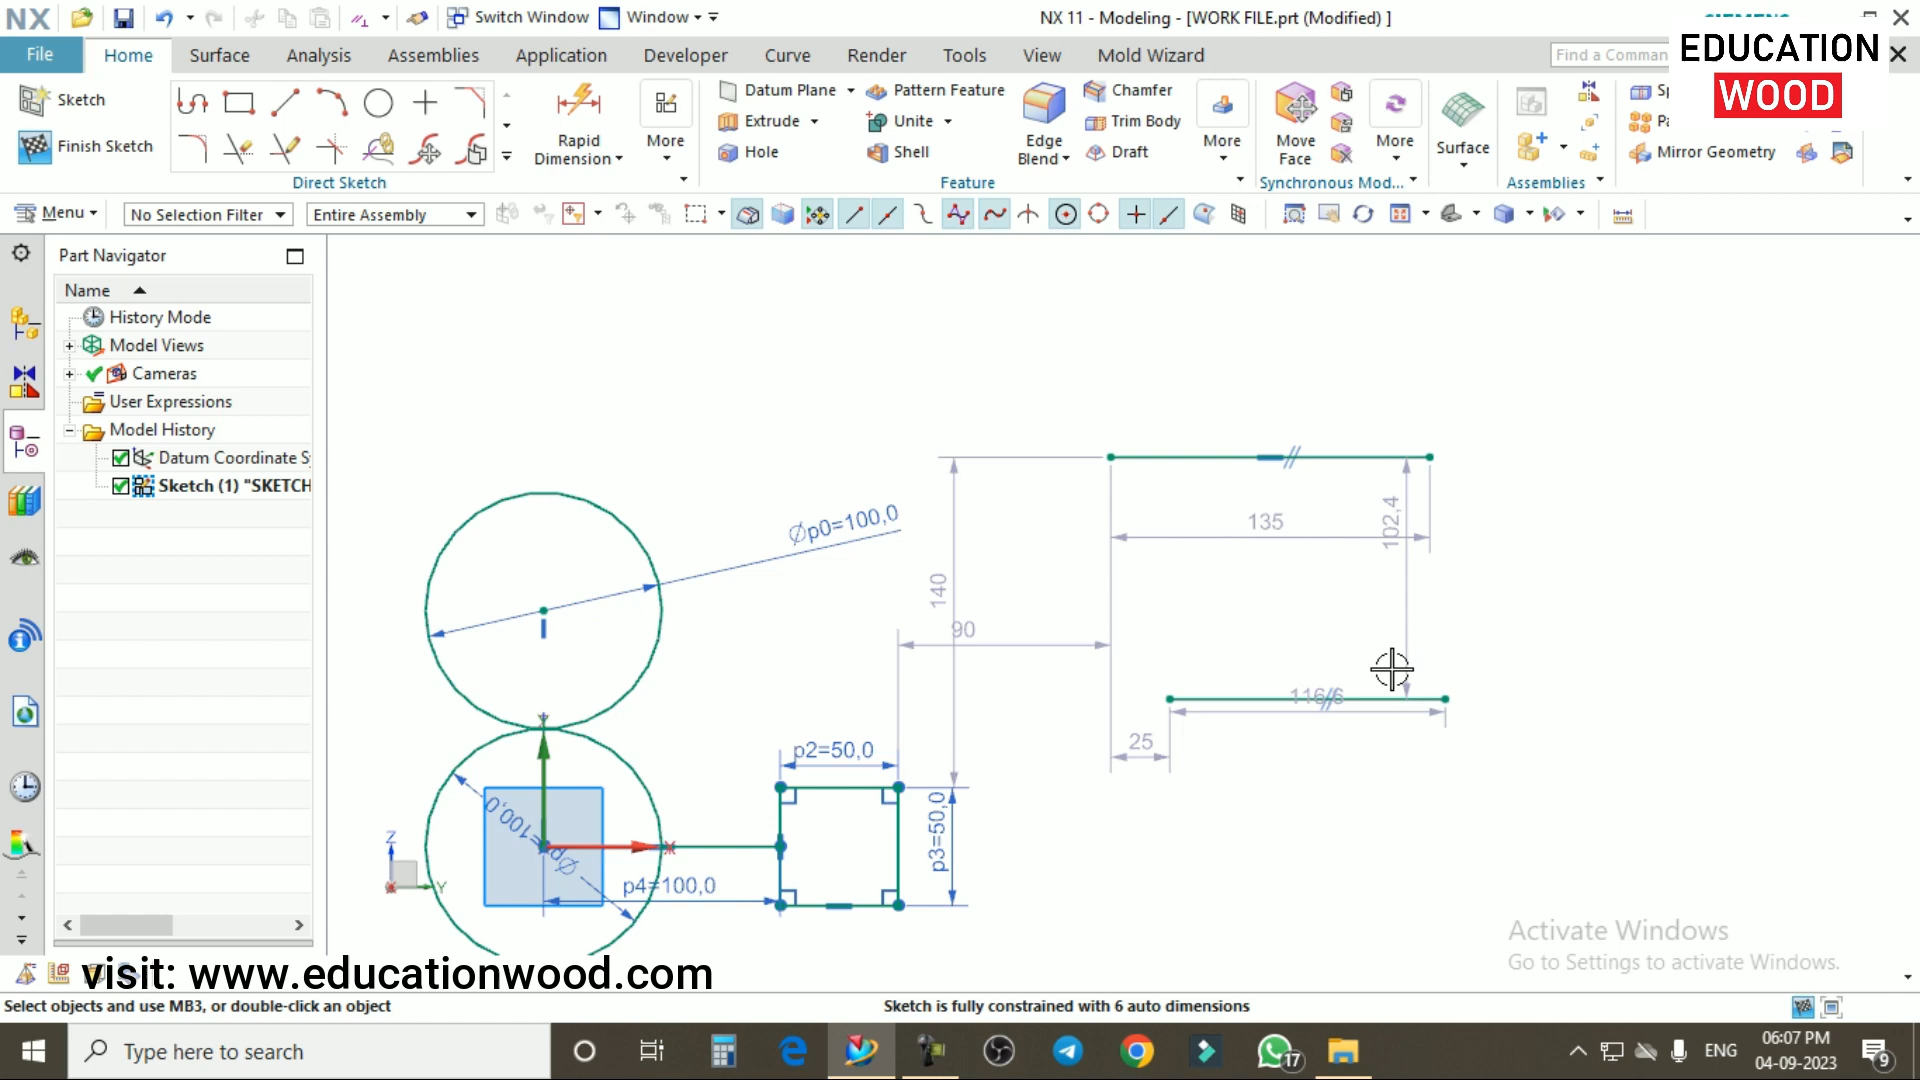 NX
Switch Window
Window
NX 11 - Modeling - [WORK FILE.prt (Modified) ]
File
Home
Surface
Analysis
Assemblies
Application
Developer
Curve
Render
Tools
View
Mold Wizard
Find a Comman
EDUCATION
WOOD
Sketch
Finish Sketch
Direct Sketch
Rapid
Dimension
More
Datum Plane
Extrude
Hole
Pattern Feature
Unite
Shell
Edge
Blend
Chamfer
Trim Body
Draft
More
Feature
Move
Face
More
Synchronous Mod...
Surface
Assemblies
Mirror Geometry
Menu
No Selection Filter
Entire Assembly
Part Navigator
Name
History Mode
Model Views
Cameras
User Expressions
Model History
Datum Coordinate S
Sketch (1) "SKETCH
Øp0=100,0
135
102,4
140
90
116,6
25
p2=50,0
p3=50,0
p4=100,0
X
Y
Z
Y
Activate Windows
Go to Settings to activate Windows.
visit: www.educationwood.com
Select objects and use MB3, or double-click an object
Sketch is fully constrained with 6 auto dimensions
Type here to search
17
ENG
06:07 PM
04-09-2023
9